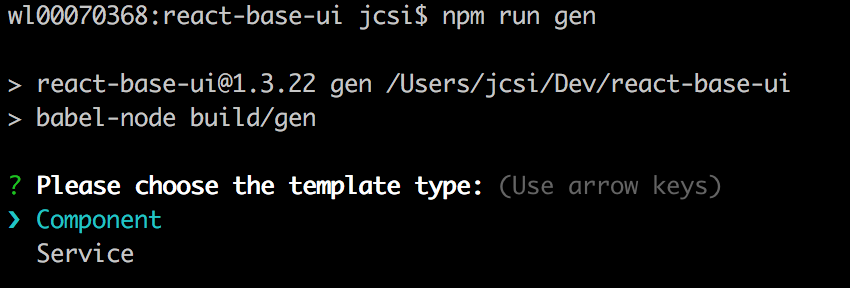 wl00070368:react-base-ui jcsi$ npm run gen
> react-base-ui@1.3.22 gen /Users/jcsi/Dev/react-base-ui
> babel-node build/gen
? Please choose the template type: (Use arrow keys)
❯ Component
Service